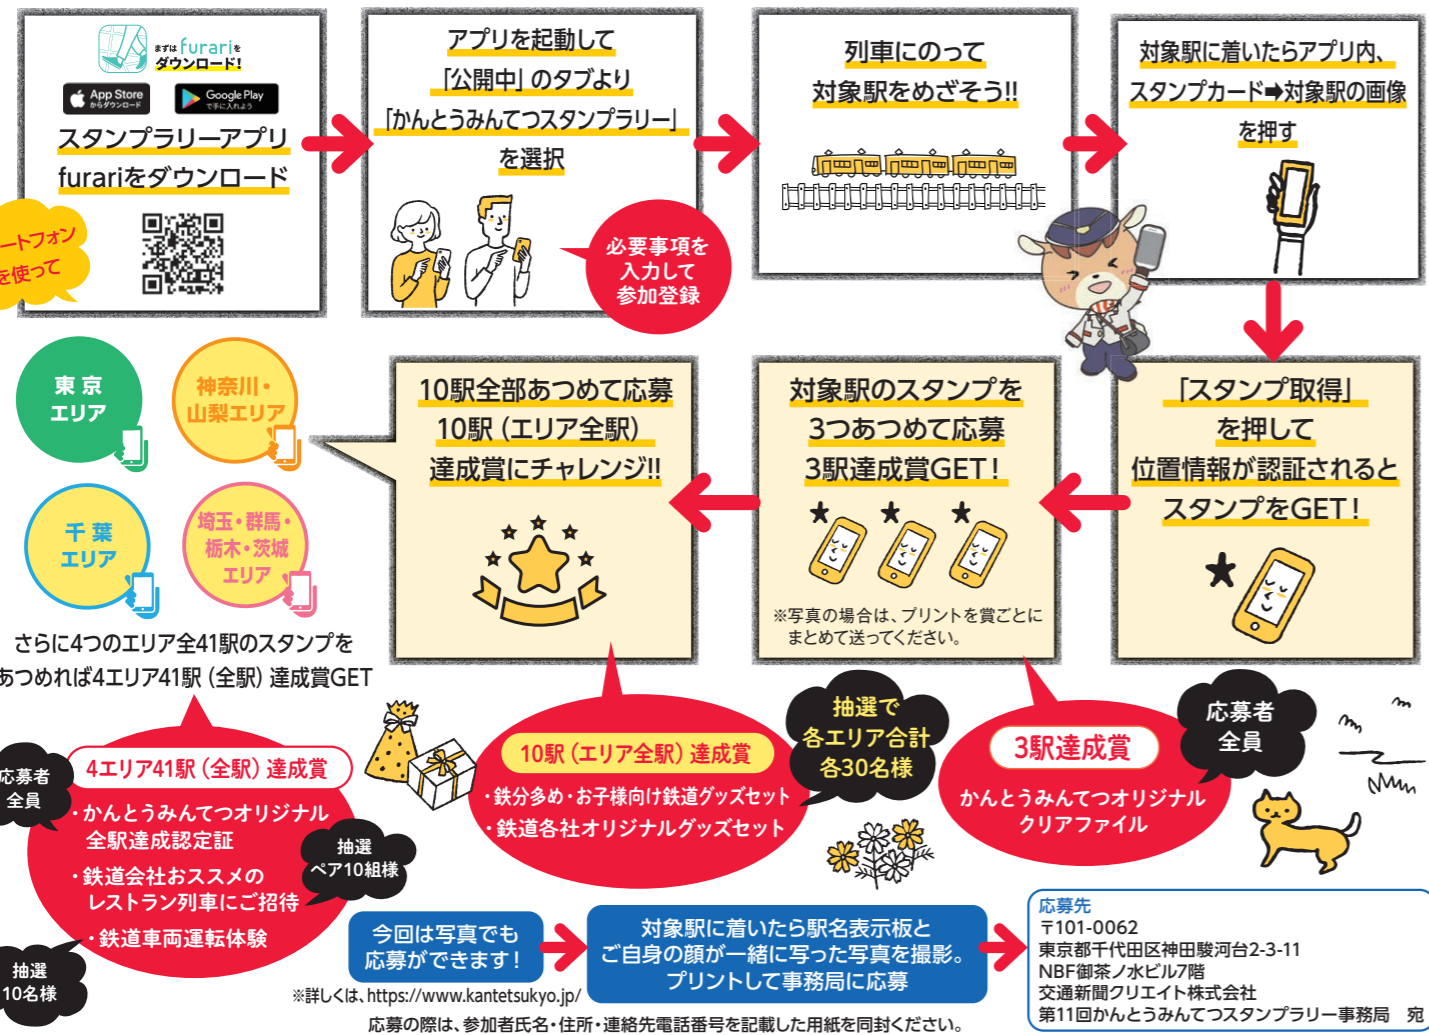 まずは furariを
ダウンロード!
App Store
からダウンロード
Google Play
で手に入れよう
スタンプラリーアプリ
furariをダウンロード
ートフォン
を使って
アプリを起動して
「公開中」のタブより
「かんとうみんてつスタンプラリー」
を選択
必要事項を
入力して
参加登録
列車にのって
対象駅をめざそう!!
対象駅に着いたらアプリ内、
スタンプカード➡対象駅の画像
を押す
「スタンプ取得」
を押して
位置情報が認証されると
スタンプをGET!
対象駅のスタンプを
3つあつめて応募
3駅達成賞GET!
※写真の場合は、プリントを賞ごとに
まとめて送ってください。
10駅全部あつめて応募
10駅(エリア全駅)
達成賞にチャレンジ!!
東京
エリア
神奈川・
山梨エリア
千葉
エリア
埼玉・群馬・
栃木・茨城
エリア
さらに4つのエリア全41駅のスタンプを
あつめれば4エリア41駅(全駅)達成賞GET
応募者
全員
3駅達成賞
かんとうみんてつオリジナル
クリアファイル
抽選で
各エリア合計
各30名様
10駅(エリア全駅)達成賞
・鉄分多め・お子様向け鉄道グッズセット
・鉄道各社オリジナルグッズセット
応募者
全員
4エリア41駅(全駅)達成賞
・かんとうみんてつオリジナル
全駅達成認定証
抽選
ペア10組様
・鉄道会社おススメの
レストラン列車にご招待
・鉄道車両運転体験
抽選
10名様
今回は写真でも
応募ができます!
対象駅に着いたら駅名表示板と
ご自身の顔が一緒に写った写真を撮影。
プリントして事務局に応募
応募先
〒101-0062
東京都千代田区神田駿河台2-3-11
NBF御茶ノ水ビル7階
交通新聞クリエイト株式会社
第11回かんとうみんてつスタンプラリー事務局 宛
※詳しくは、https://www.kantetsukyo.jp/
応募の際は、参加者氏名・住所・連絡先電話番号を記載した用紙を同封ください。